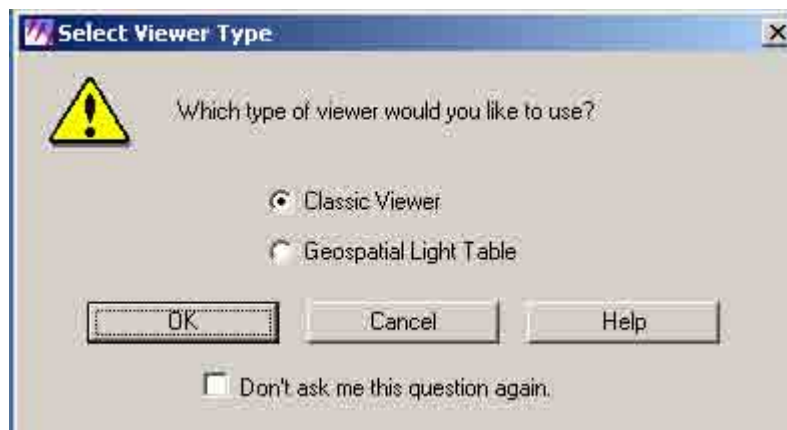 Select Viewer Type
Which type of viewer would you like to use?
Classic Viewer
Geospatial Light Table
OK Cancel Help
Don't ask me this question again.